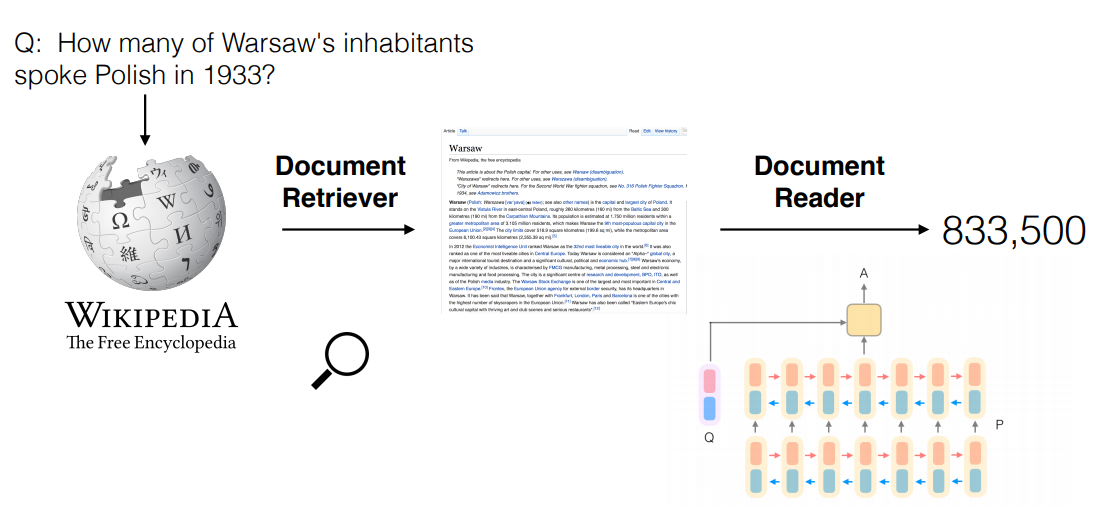 Q: How many of Warsaw's inhabitants
spoke Polish in 1933?
Document
Retriever
Document
Reader
833,500
Ω
W
И
維
WIKIPEDIA
The Free Encyclopedia
Article Talk Read Edit View history
Warsaw
From Wikipedia, the free encyclopedia
This article is about the Polish capital. For other uses, see Warsaw (disambiguation).
"Warszawa" redirects here. For other uses, see Warszawa (disambiguation).
"City of Warsaw" redirects here. For the Second World War fighter squadron, see No. 316 Polish Fighter Squadron.
1934, see Adamowicz brothers.
Warsaw (Polish: Warszawa see also other names) is the capital and largest city of Poland. It
stands on the Vistula River in east-central Poland, roughly 260 kilometres (160 mi) from the Baltic Sea and 300
kilometres (190 mi) from the Carpathian Mountains. Its population is estimated at 1.750 million residents within a
greater metropolitan area of 3.105 million residents, which makes Warsaw the 9th most-populous capital city in the
European Union. The city limits cover 516.9 square kilometres (199.6 sq mi), while the metropolitan area
covers 6,100.43 square kilometres (2,355.39 sq mi).
In 2012 the Economist Intelligence Unit ranked Warsaw as the 32nd most liveable city in the world. It was also
ranked as one of the most liveable cities in Central Europe. Today Warsaw is considered an "Alpha–" global city, a
major international tourist destination and a significant cultural, political and economic hub. Warsaw's economy,
by a wide variety of industries, is characterised by FMCG manufacturing, metal processing, steel and electronic
manufacturing and food processing. The city is a significant centre of research and development, BPO, ITO, as well
as of the Polish media industry. The Warsaw Stock Exchange is one of the largest and most important in Central and
Eastern Europe. Frontex, the European Union agency for external border security, has its headquarters in
Warsaw. It has been said that Warsaw, together with Frankfurt, London, Paris and Barcelona is one of the cities with
the highest number of skyscrapers in the European Union. Warsaw has also been called "Eastern Europe's chic
cultural capital with thriving art and club scenes and serious restaurants".
A
Q
P